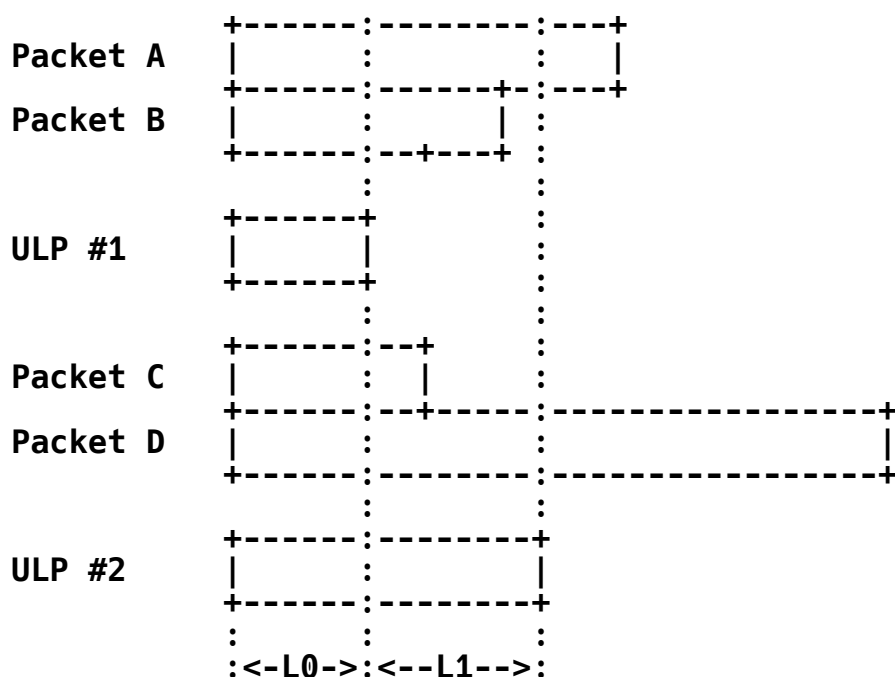 +------:--------:---+
Packet A   |      :        :   |
           +------:------+-:---+
Packet B   |      :      | :
           +------:--+---+ :
                  :        :
           +------+        :
ULP #1     |      |        :
           +------+        :
                  :        :
           +------:--+     :
Packet C   |      :  |     :
           +------:--+-----:-----------------+
Packet D   |      :        :                 |
           +------:--------:-----------------+
                  :        :
           +------:--------+
ULP #2     |      :        |
           +------:--------+
           :      :        :
           :<-L0->:<--L1-->: